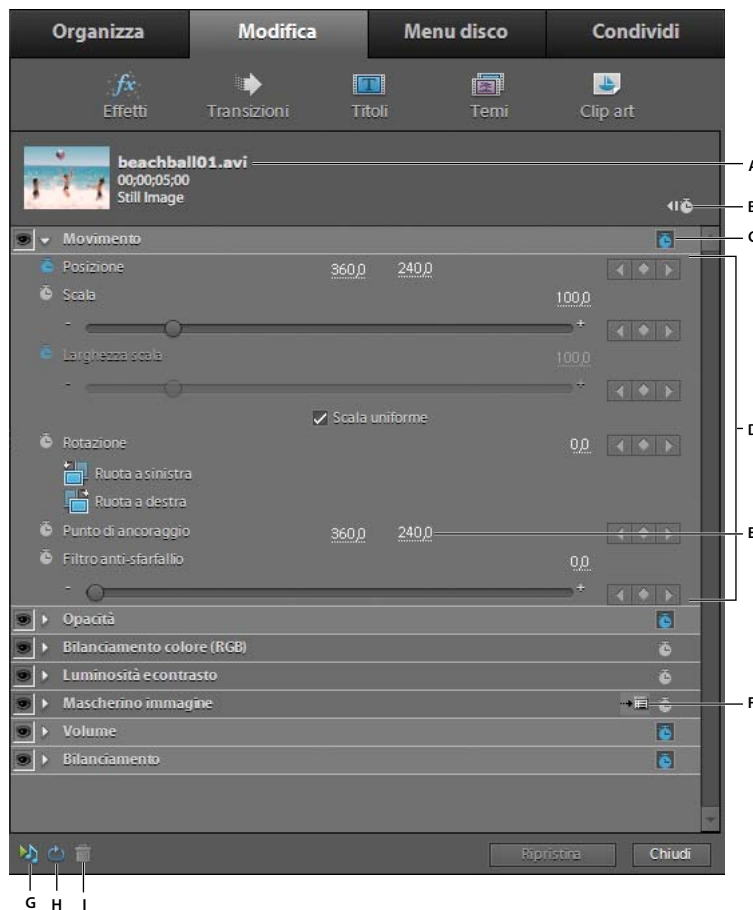 Organizza Modifica Menu disco Condividi
fx
Effetti Transizioni T Titoli Temi Clip art
beachball01.avi A
00;00;05;00
Still Image
B
Movimento C
Posizione 360,0 240,0
Scala 100,0
- +
Larghezza scala 100,0
- +
Scala uniforme
D
Rotazione 0,0
Ruota a sinistra
Ruota a destra
Punto di ancoraggio 360,0 240,0 E
Filtro anti-sfarfallio 0,0
- +
Opacità
Bilanciamento colore (RGB)
Luminosità e contrasto
Mascherino immagine F
Volume
Bilanciamento
Ripristina Chiudi
G H I